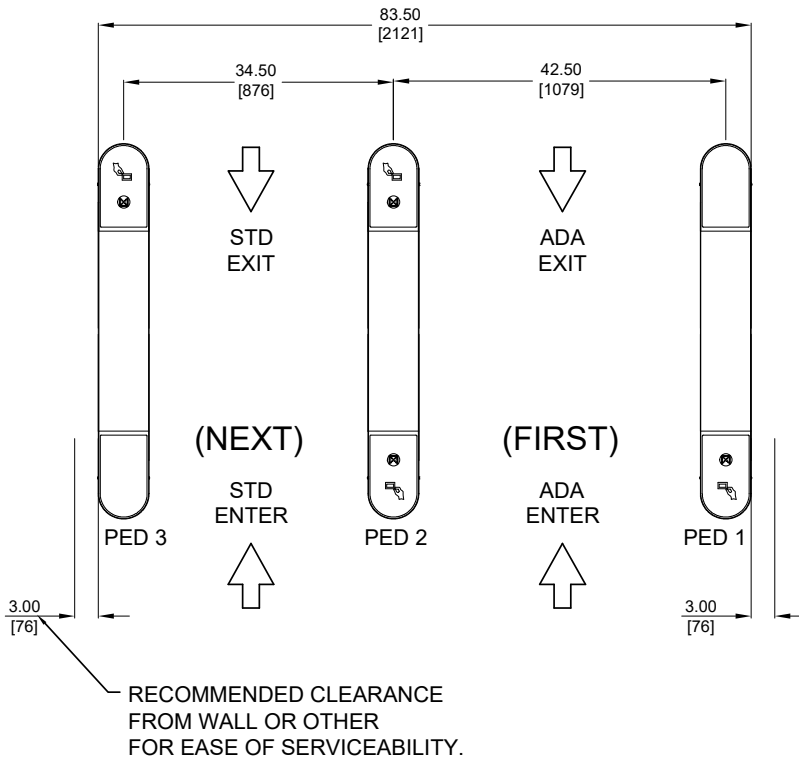 83.50
[2121]
34.50
[876]
42.50
[1079]
STD
EXIT
ADA
EXIT
(NEXT)
(FIRST)
STD
ENTER
ADA
ENTER
PED 3
PED 2
PED 1
3.00
[76]
3.00
[76]
RECOMMENDED CLEARANCE
FROM WALL OR OTHER
FOR EASE OF SERVICEABILITY.